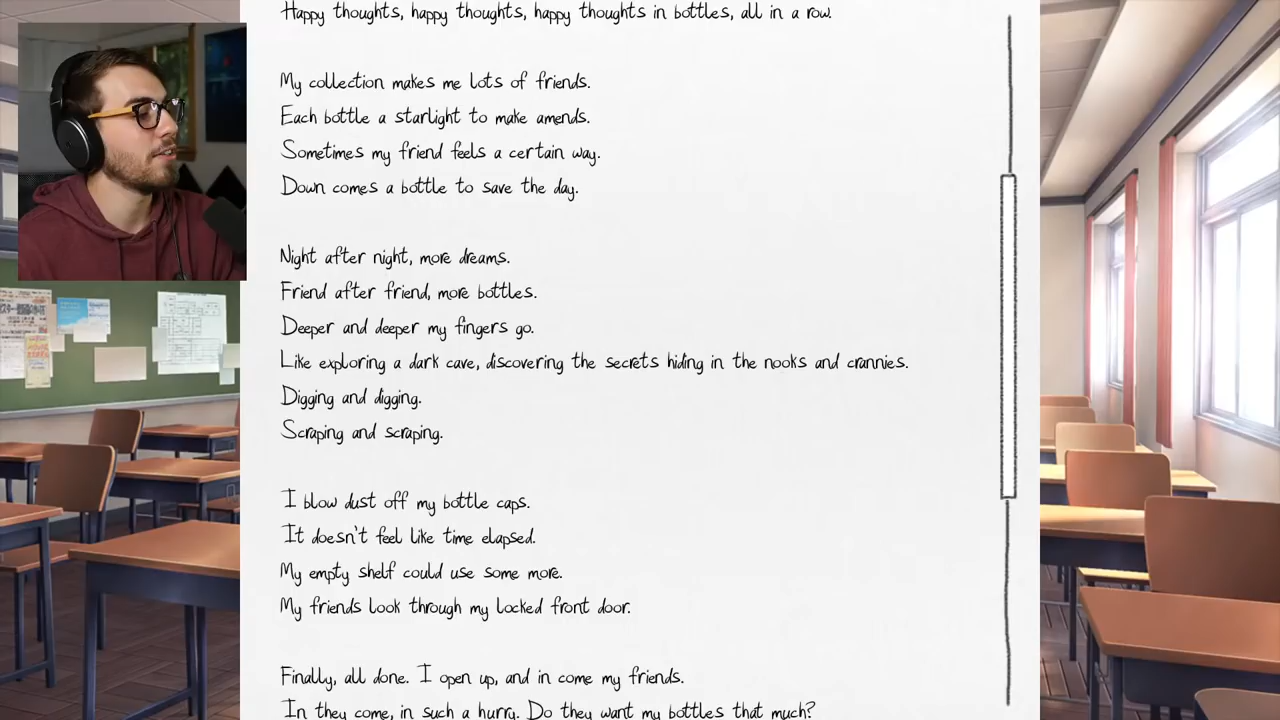 Happy thoughts, happy thoughts, happy thoughts in bottles, all in a row.
My collection makes me lots of friends.
Each bottle a starlight to make amends.
Sometimes my friend feels a certain way.
Down comes a bottle to save the day.
Night after night, more dreams.
Friend after friend, more bottles.
Deeper and deeper my fingers go.
Like exploring a dark cave, discovering the secrets hiding in the nooks and crannies.
Digging and digging.
Scraping and scraping.
I blow dust off my bottle caps.
It doesn't feel like time elapsed.
My empty shelf could use some more.
My friends look through my locked front door.
Finally, all done. I open up, and in come my friends.
In they come, in such a hurry. Do they want my bottles that much?